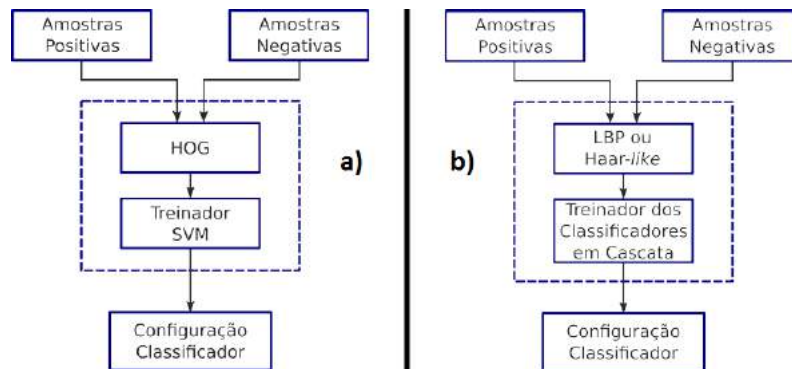 Amostras
Positivas
Amostras
Negativas
HOG
a)
Treinador
SVM
Configuração
Classificador
Amostras
Positivas
Amostras
Negativas
b)
LBP ou
Haar-like
Treinador dos
Classificadores
em Cascata
Configuração
Classificador